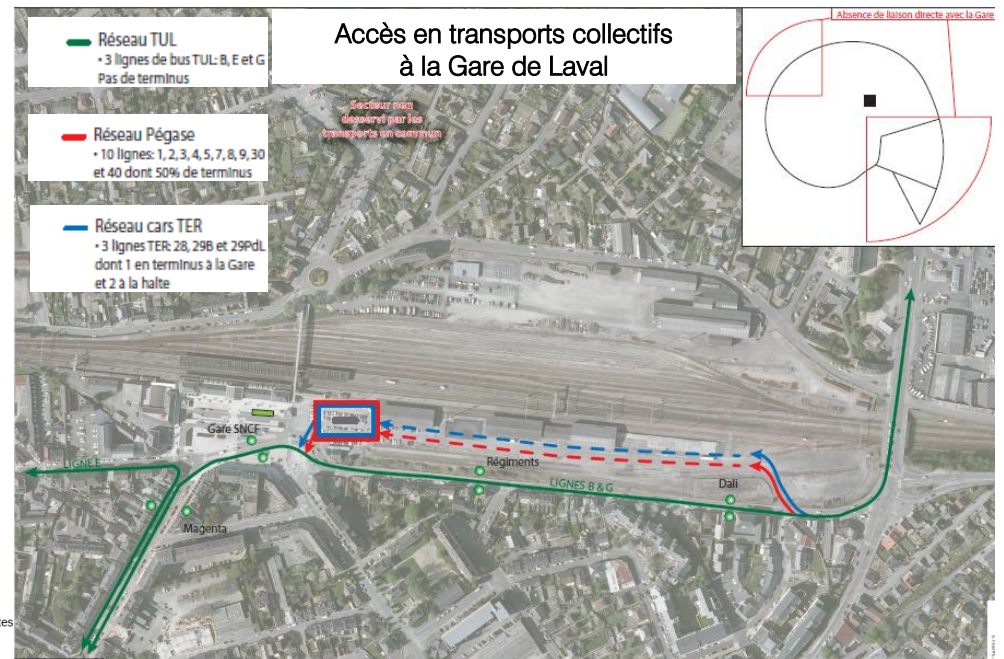 Réseau TUL
• 3 lignes de bus TUL: B, E et G
Pas de terminus
Accès en transports collectifs
à la Gare de Laval
Absence de liaison directe avec la Gare
Secteur non
desservi par les
transports en commun
Réseau Pégase
• 10 lignes: 1, 2, 3, 4, 5, 7, 8, 9, 30
et 40 dont 50% de terminus
Réseau cars TER
• 3 lignes TER: 28, 29B et 29PdL
dont 1 en terminus à la Gare
et 2 à la halte
Gare SNCF
LIGNE E
Régiments
LIGNES B & G
Dali
Magenta
tes